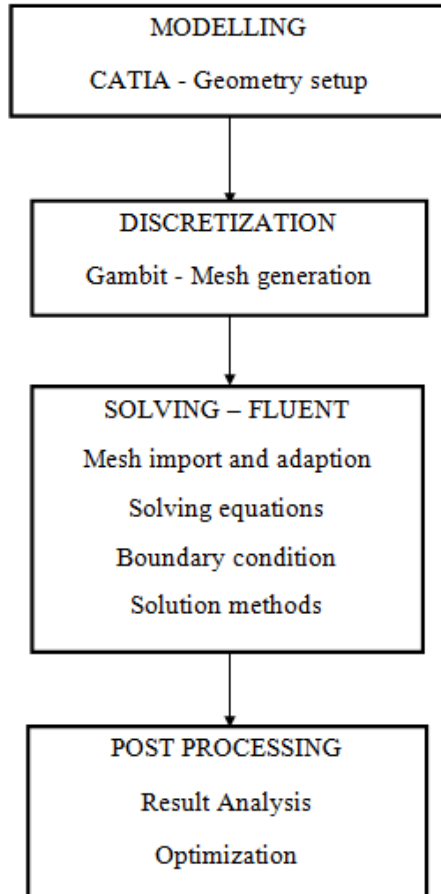 MODELLING
CATIA - Geometry setup
DISCRETIZATION
Gambit - Mesh generation
SOLVING – FLUENT
Mesh import and adaption
Solving equations
Boundary condition
Solution methods
POST PROCESSING
Result Analysis
Optimization